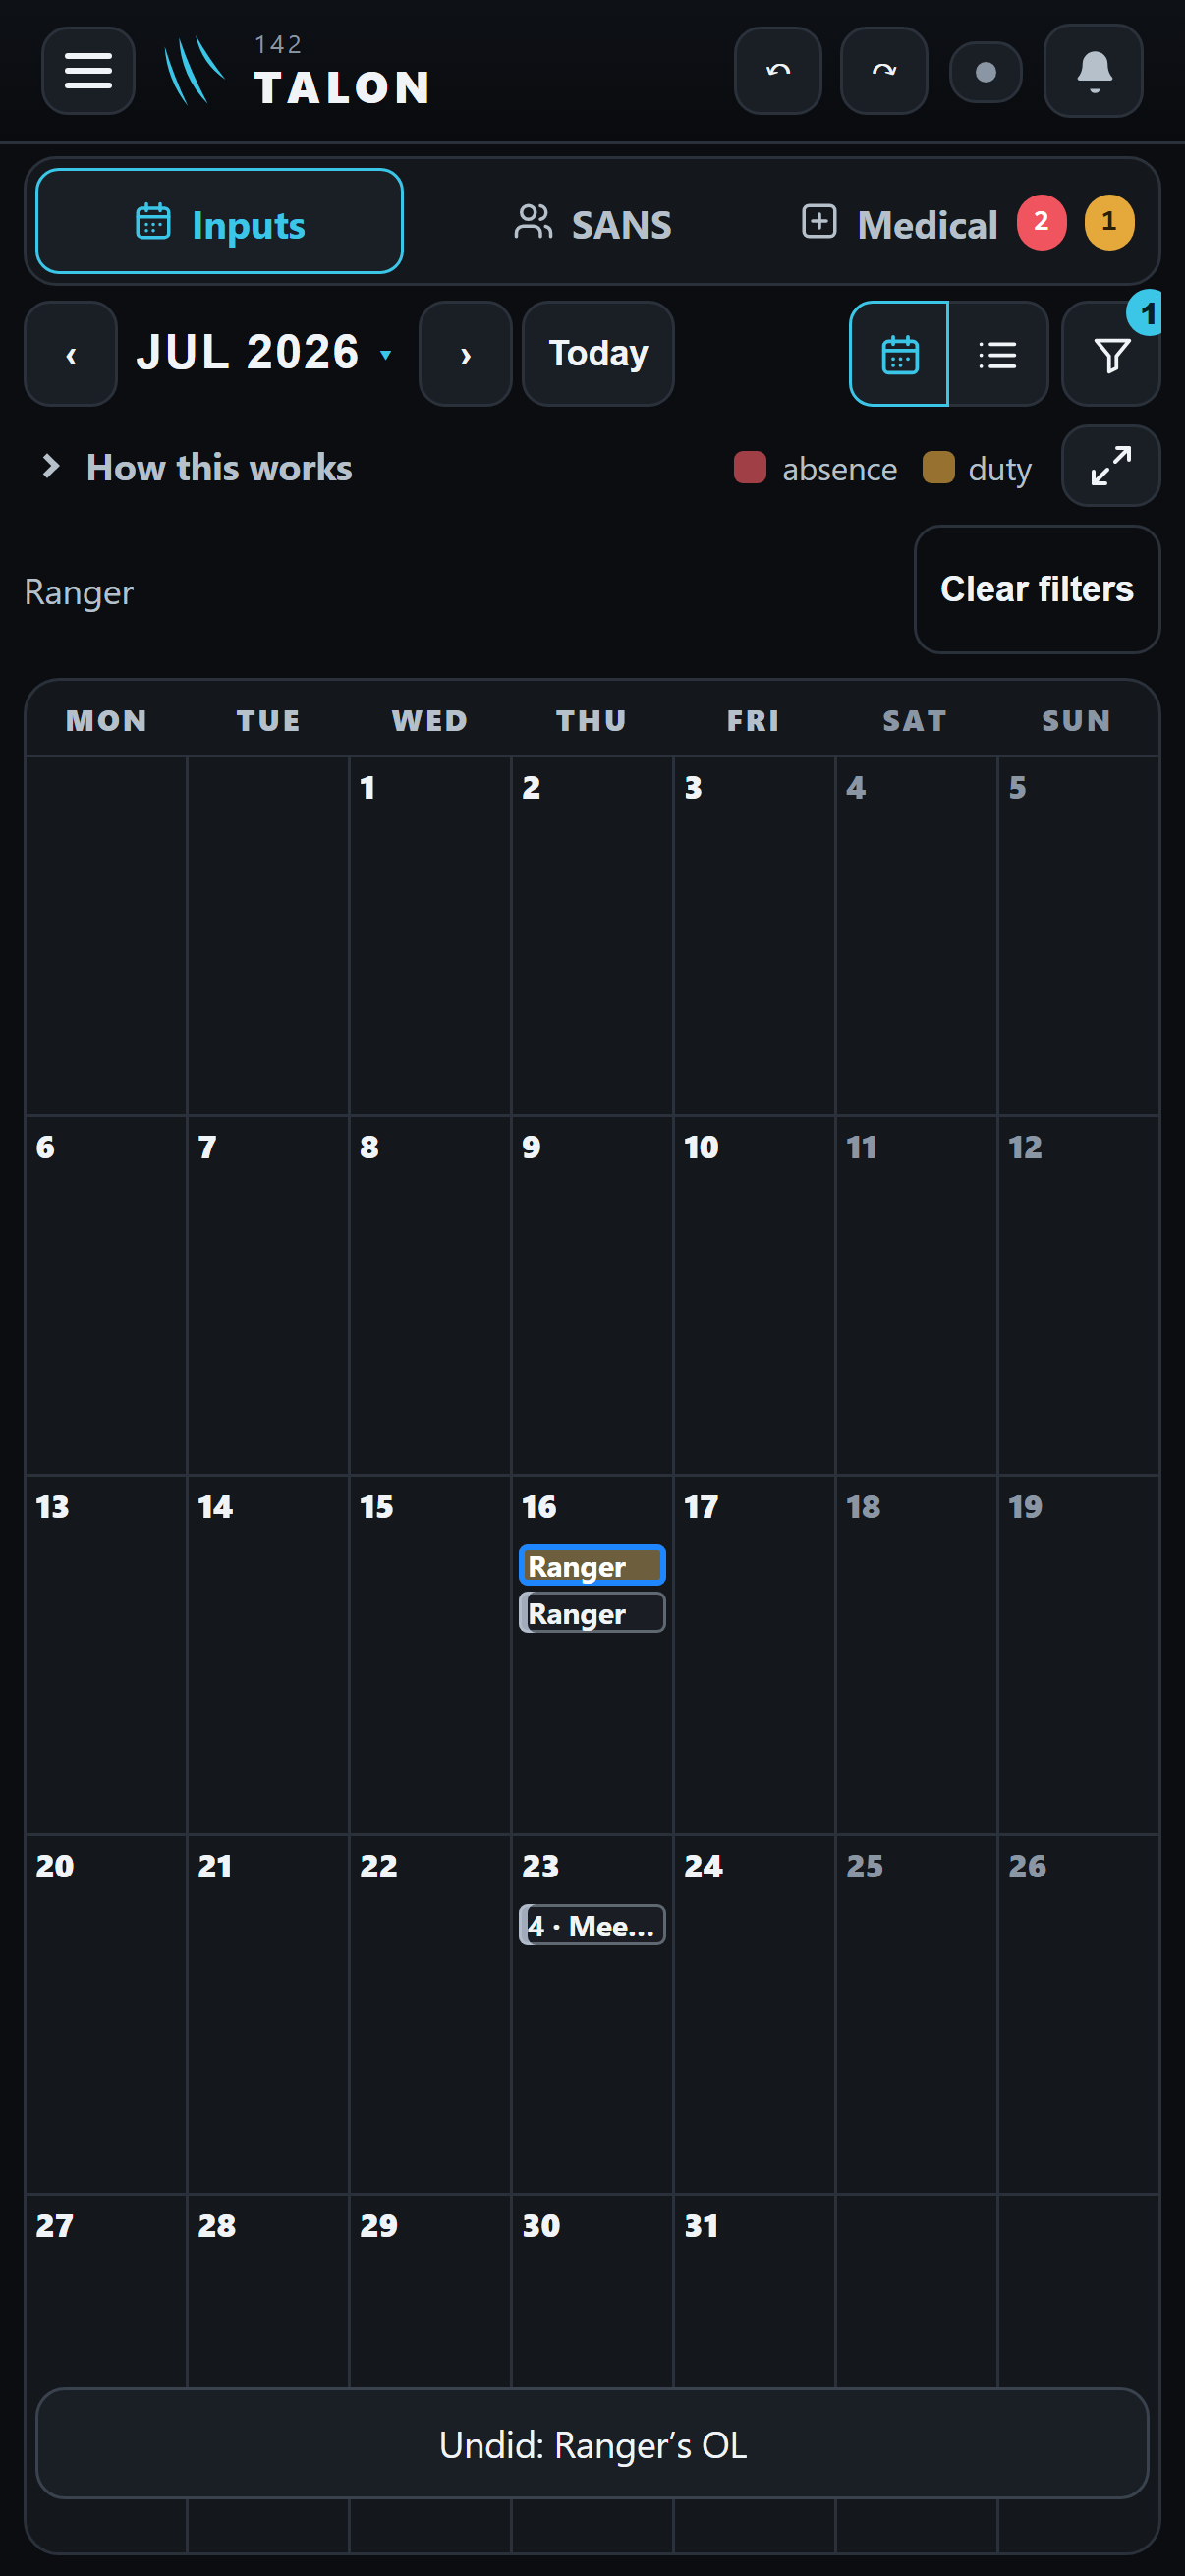 142
TALON
Inputs SANS Medical 2 1
‹ JUL 2026 ▾ › Today 1
How this works absence duty
Ranger Clear filters
MON TUE WED THU FRI SAT SUN
1 2 3 4 5
6 7 8 9 10 11 12
13 14 15 16 17 18 19
Ranger
Ranger
20 21 22 23 24 25 26
4 · Mee...
27 28 29 30 31
Undid: Ranger’s OL